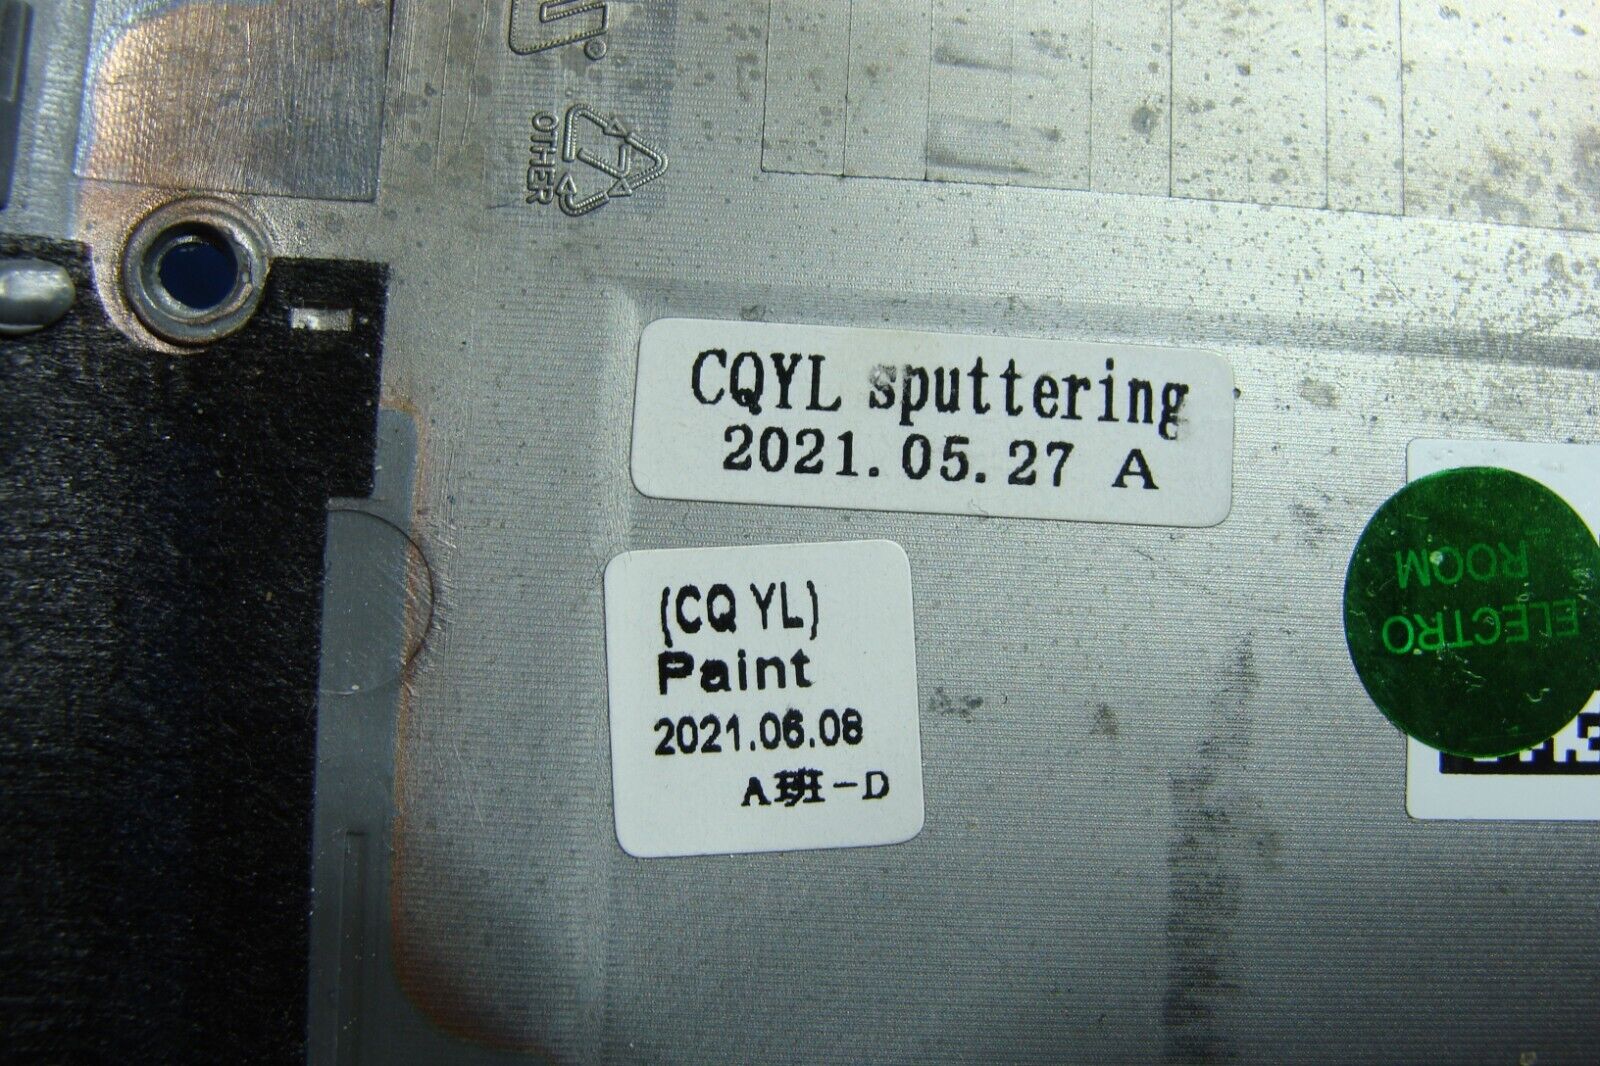 OTHER
CQYL sputtering
2021.05.27 A
(CQ YL)
Paint
2021.06.08
A班-D
ELECTRO
ROOM